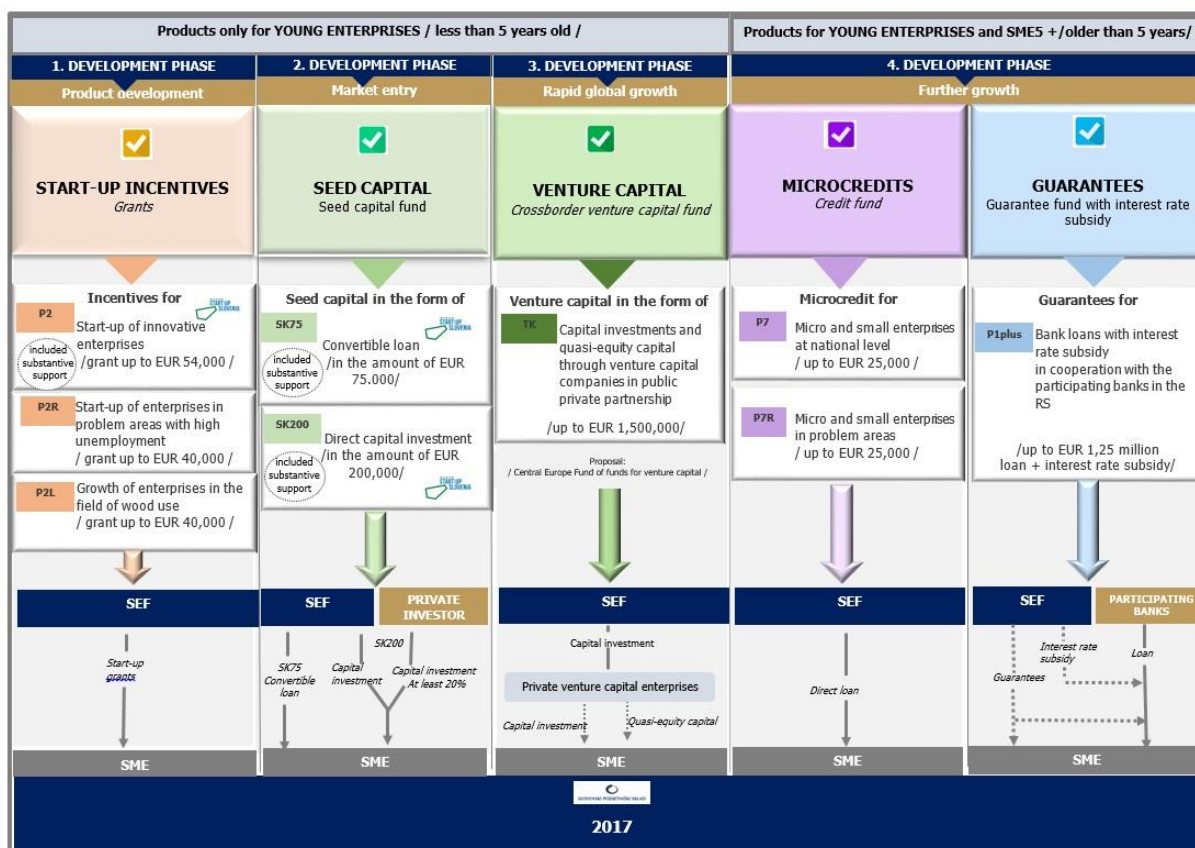 Products only for YOUNG ENTERPRISES / less than 5 years old /
Products for YOUNG ENTERPRISES and SME5 +/older than 5 years/
1. DEVELOPMENT PHASE
Product development
2. DEVELOPMENT PHASE
Market entry
3. DEVELOPMENT PHASE
Rapid global growth
4. DEVELOPMENT PHASE
Further growth
START-UP INCENTIVES
Grants
SEED CAPITAL
Seed capital fund
VENTURE CAPITAL
Crossborder venture capital fund
MICROCREDITS
Credit fund
GUARANTEES
Guarantee fund with interest rate
subsidy
Incentives for
START:UP
SLOVENIA
P2
Start-up of innovative
enterprises
/grant up to EUR 54,000 /
included
substantive
support
P2R
Start-up of enterprises in
problem areas with high
unemployment
/ grant up to EUR 40,000 /
P2L
Growth of enterprises in the
field of wood use
/ grant up to EUR 40,000 /
Seed capital in the form of
SK75
START:UP
SLOVENIA
Convertible loan
/in the amount of EUR
75.000/
included
substantive
support
SK200
Direct capital investment
/in the amount of EUR
200,000/
included
substantive
support
START:UP
SLOVENIA
Venture capital in the form of
TK
Capital investments and
quasi-equity capital
through venture capital
companies in public
private partnership
/up to EUR 1,500,000/
Proposal:
/ Central Europe Fund of funds for venture capital /
Microcredit for
P7
Micro and small enterprises
at national level
/ up to EUR 25,000 /
P7R
Micro and small enterprises
in problem areas
/ up to EUR 25,000 /
Guarantees for
P1plus
Bank loans with interest
rate subsidy
in cooperation with the
participating banks in the
RS
/up to EUR 1,25 million
loan + interest rate subsidy/
SEF
Start-up
grants
SME
SEF
PRIVATE
INVESTOR
SK200
SK75
Convertible
loan
Capital
investment
Capital investment
At least 20%
SME
SEF
Capital investment
Private venture capital enterprises
Capital investment
Quasi-equity capital
SME
SEF
Direct loan
SME
SEF
PARTICIPATING
BANKS
Interest rate
subsidy
Loan
Guarantees
SME
SLOVENSKI PODJETNIŠKI SKLAD
2017